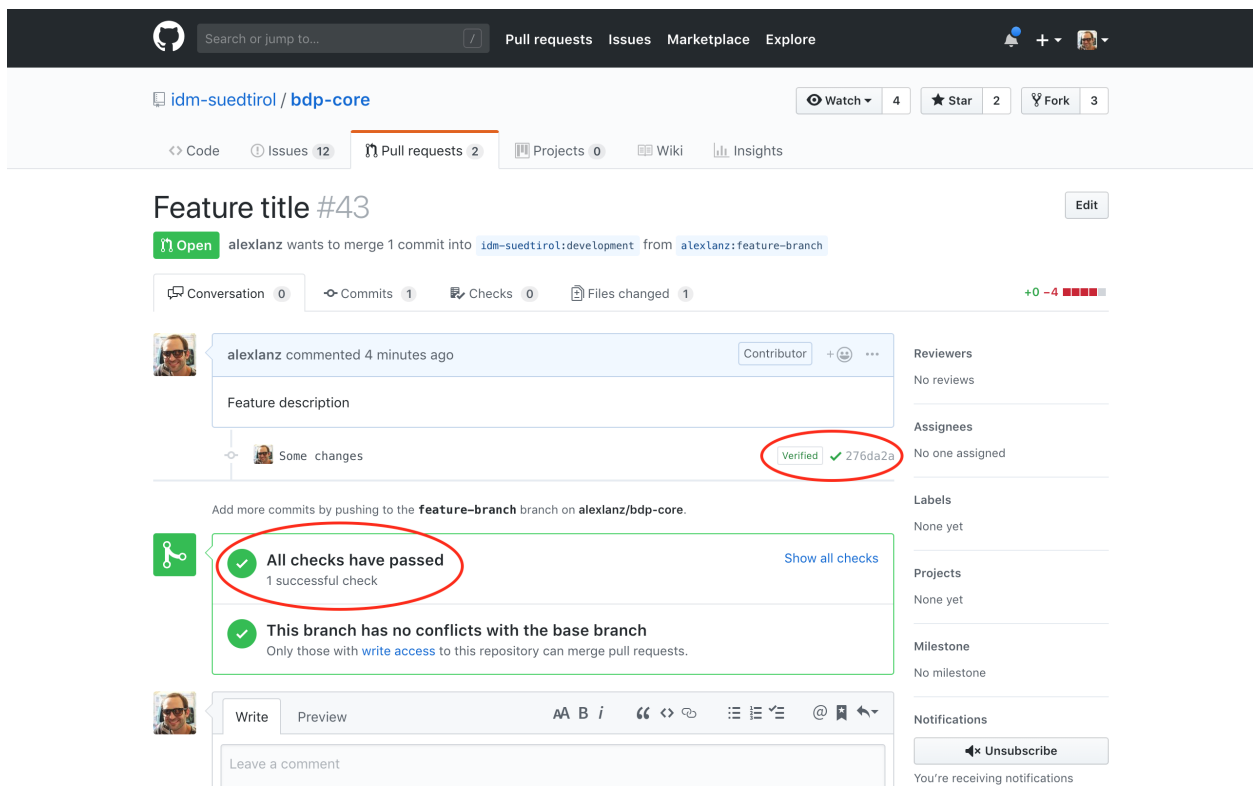 Search or jump to... / Pull requests Issues Marketplace Explore
idm-suedtirol / bdp-core Watch 4 Star 2 Fork 3
Code Issues 12 Pull requests 2 Projects 0 Wiki Insights
Feature title #43 Edit
Open alexlanz wants to merge 1 commit into idm-suedtirol:development from alexlanz:feature-branch
Conversation 0 Commits 1 Checks 0 Files changed 1 +0 −4
alexlanz commented 4 minutes ago Contributor
Feature description
Some changes Verified 276da2a
Add more commits by pushing to the feature-branch branch on alexlanz/bdp-core.
All checks have passed Show all checks
1 successful check
This branch has no conflicts with the base branch
Only those with write access to this repository can merge pull requests.
Write Preview AA B i
Leave a comment
Reviewers
No reviews
Assignees
No one assigned
Labels
None yet
Projects
None yet
Milestone
No milestone
Notifications
Unsubscribe
You're receiving notifications